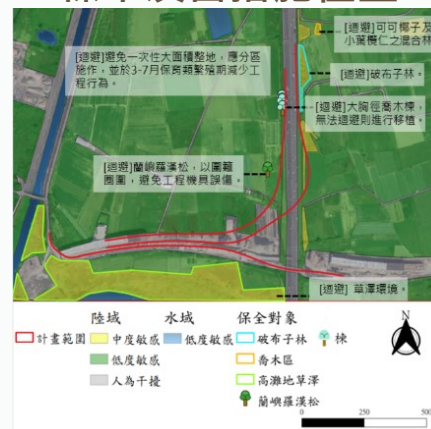 [迴避]可可椰子及
小葉欖仁之混合林
[迴避]避免一次性大面積整地，應分區
施作，並於3-7月保房類繁殖期減少工
程行為。
[迴避]破布子林。
[迴避]大胸徑喬木楝，
無法迴避則進行移植。
[迴避]蘭嶼羅漢松，以圍籬
圈圍，避免工程機具誤傷。
[迴避] 草澤環境。
陸域 水域 保全對象
計畫範圍 中度敏感 低度敏感 破布子林 楝
低度敏感 喬木區
人為干擾 高灘地草澤
蘭嶼羅漢松
N
0 250 500